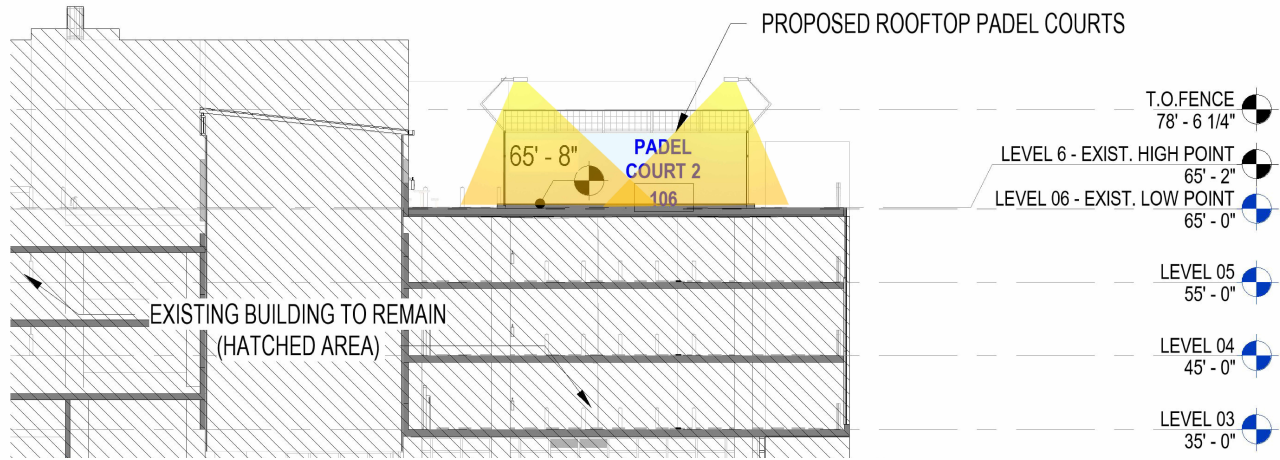 PROPOSED ROOFTOP PADEL COURTS
T.O.FENCE
78' - 6 1/4"
65' - 8"
PADEL
COURT 2
106
LEVEL 6 - EXIST. HIGH POINT
65' - 2"
LEVEL 06 - EXIST. LOW POINT
65' - 0"
LEVEL 05
55' - 0"
EXISTING BUILDING TO REMAIN
(HATCHED AREA)
LEVEL 04
45' - 0"
LEVEL 03
35' - 0"